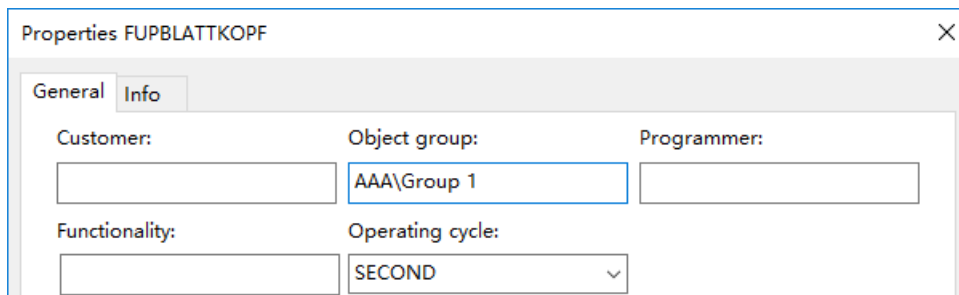 Properties FUPBLATTKOPF
General Info
Customer: Object group: Programmer:
AAA\Group 1
Functionality: Operating cycle:
SECOND